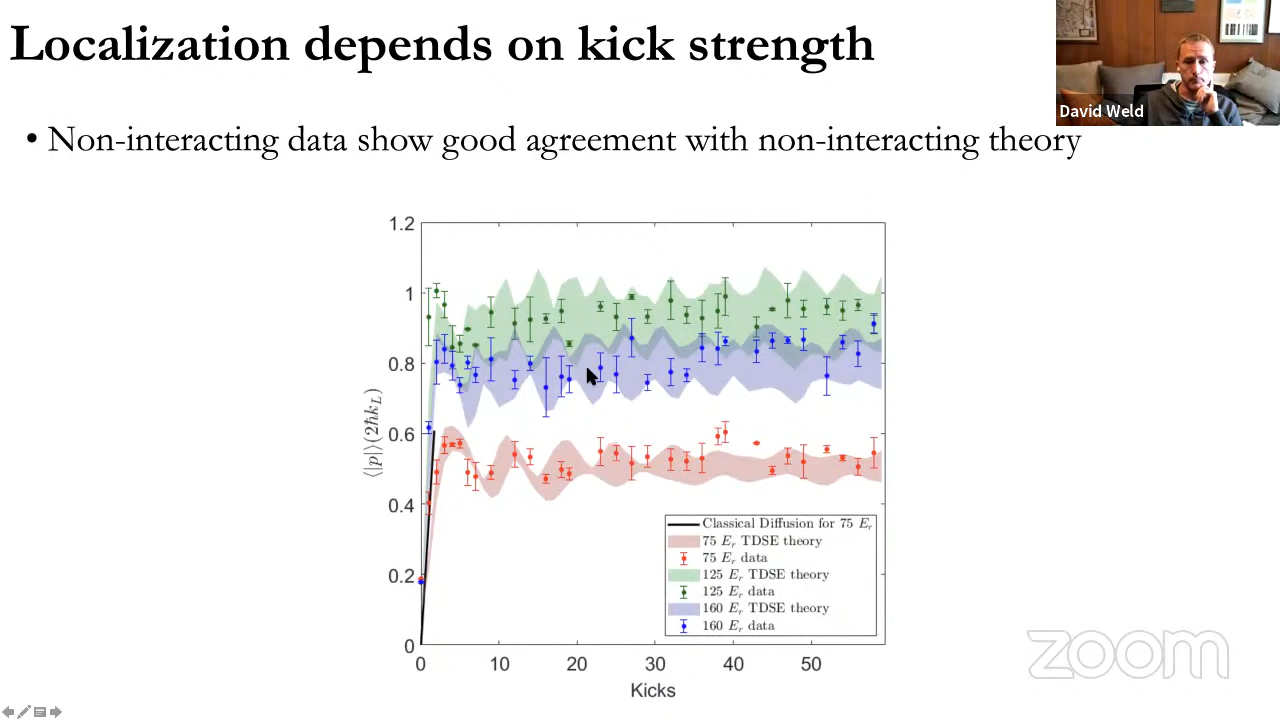 Localization depends on kick strength
David Weld
• Non-interacting data show good agreement with non-interacting theory
1.2
1
0.8
0.6
0.4
0.2
0
⟨|p|⟩(2ħk_L)
0 10 20 30 40 50
Kicks
Classical Diffusion for 75 E_r
75 E_r TDSE theory
75 E_r data
125 E_r TDSE theory
125 E_r data
160 E_r TDSE theory
160 E_r data
zoom